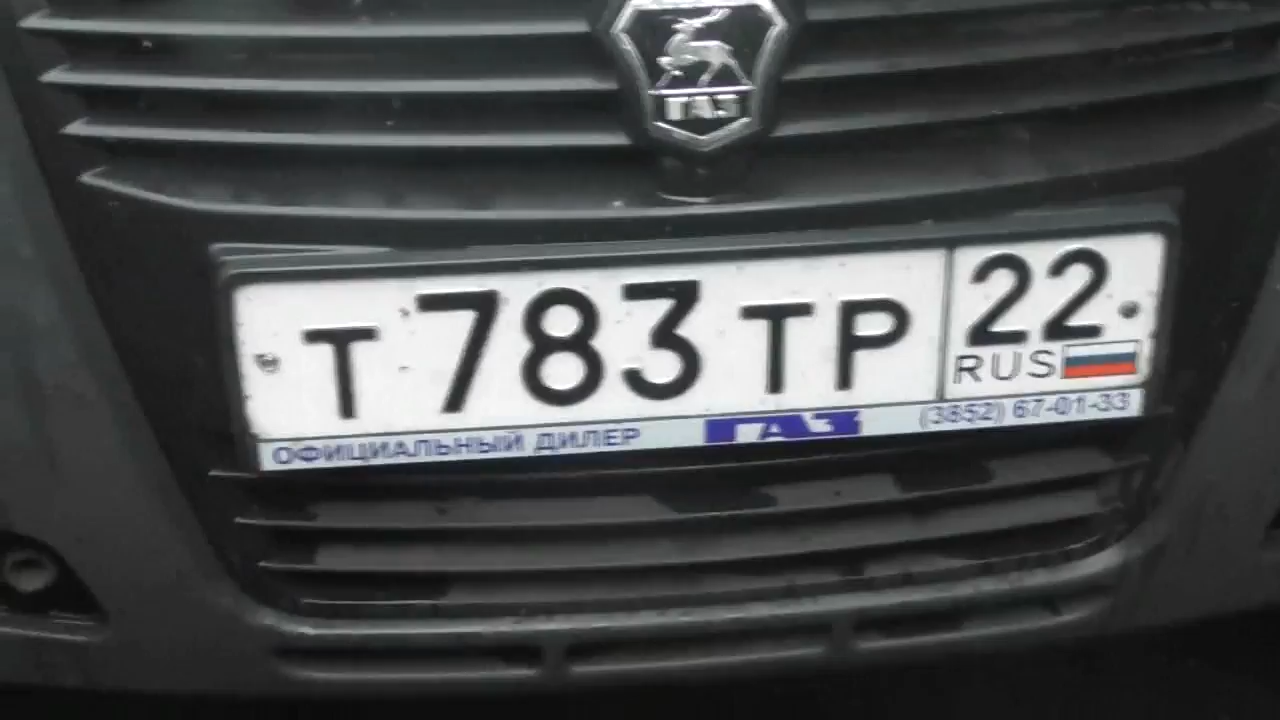 ГАЗ
Т 783 ТР 22
RUS
ОФИЦИАЛЬНЫЙ ДИЛЕР ГАЗ (3852) 67-01-33